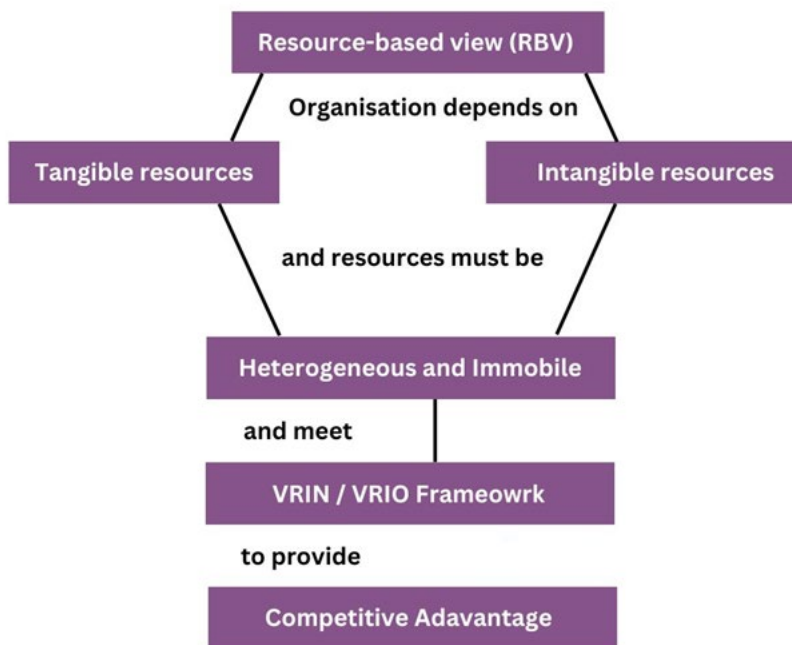 Resource-based view (RBV)
Organisation depends on
Tangible resources
Intangible resources
and resources must be
Heterogeneous and Immobile
and meet
VRIN / VRIO Frameowrk
to provide
Competitive Adavantage